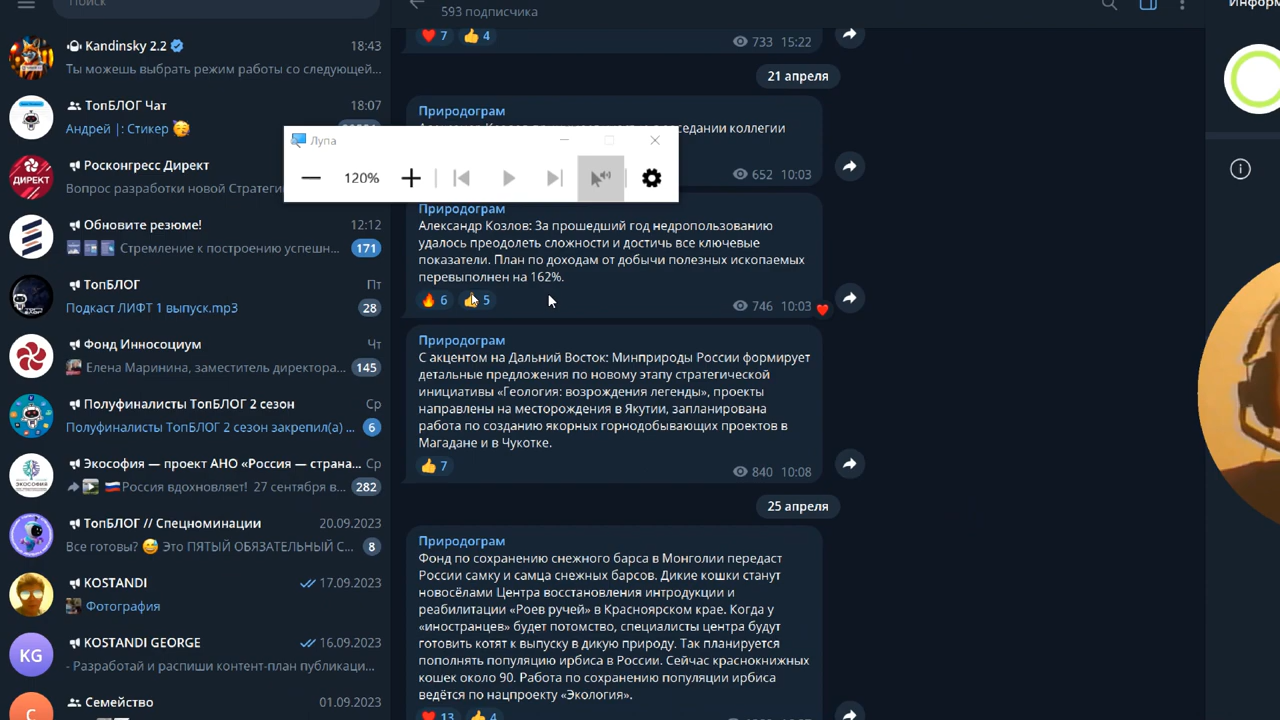 Поиск
Kandinsky 2.2
18:43
Ты можешь выбрать режим работы со следующей...
ТопБЛОГ Чат
18:07
Андрей |: Стикер 🥳
Росконгресс Директ
Вопрос разработки новой Стратеги
Обновите резюме!
12:12
Стремление к построению успешн...
171
ТопБЛОГ
Пт
Подкаст ЛИФТ 1 выпуск.mp3
28
Фонд Инносоциум
Чт
Елена Маринина, заместитель директора...
145
Полуфиналисты ТопБЛОГ 2 сезон
Ср
Полуфиналисты ТопБЛОГ 2 сезон закрепил(а) ...
6
Экософия — проект АНО «Россия — страна...
Ср
Россия вдохновляет! 27 сентября в...
282
ТопБЛОГ // Спецноминации
20.09.2023
Все готовы? 😅 Это ПЯТЫЙ ОБЯЗАТЕЛЬНЫЙ С...
8
KOSTANDI
17.09.2023
Фотография
KOSTANDI GEORGE
16.09.2023
KG
- Разработай и распиши контент-план публикаци...
Семейство
01.09.2023
С
Лупа
120%
593 подписчика
❤️ 7 👍 4
733 15:22
21 апреля
Природограм
седании коллегии
652 10:03
Природограм
Александр Козлов: За прошедший год недропользованию
удалось преодолеть сложности и достичь все ключевые
показатели. План по доходам от добычи полезных ископаемых
перевыполнен на 162%.
🔥 6 👍 5
746 10:03
Природограм
С акцентом на Дальний Восток: Минприроды России формирует
детальные предложения по новому этапу стратегической
инициативы «Геология: возрождения легенды», проекты
направлены на месторождения в Якутии, запланирована
работа по созданию якорных горнодобывающих проектов в
Магадане и в Чукотке.
👍 7
840 10:08
25 апреля
Природограм
Фонд по сохранению снежного барса в Монголии передаст
России самку и самца снежных барсов. Дикие кошки станут
новосёлами Центра восстановления интродукции и
реабилитации «Роев ручей» в Красноярском крае. Когда у
«иностранцев» будет потомство, специалисты центра будут
готовить котят к выпуску в дикую природу. Так планируется
пополнять популяцию ирбиса в России. Сейчас краснокнижных
кошек около 90. Работа по сохранению популяции ирбиса
ведётся по нацпроекту «Экология».
❤️ 13 👍 4
Информ